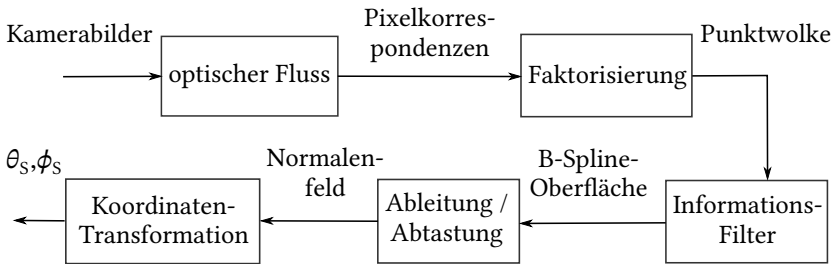 Kamerabilder
optischer Fluss
Pixelkorres-
pondenzen
Faktorisierung
Punktwolke
Informations-
Filter
B-Spline-
Oberfläche
Ableitung /
Abtastung
Normalen-
feld
Koordinaten-
Transformation
θS,ϕS